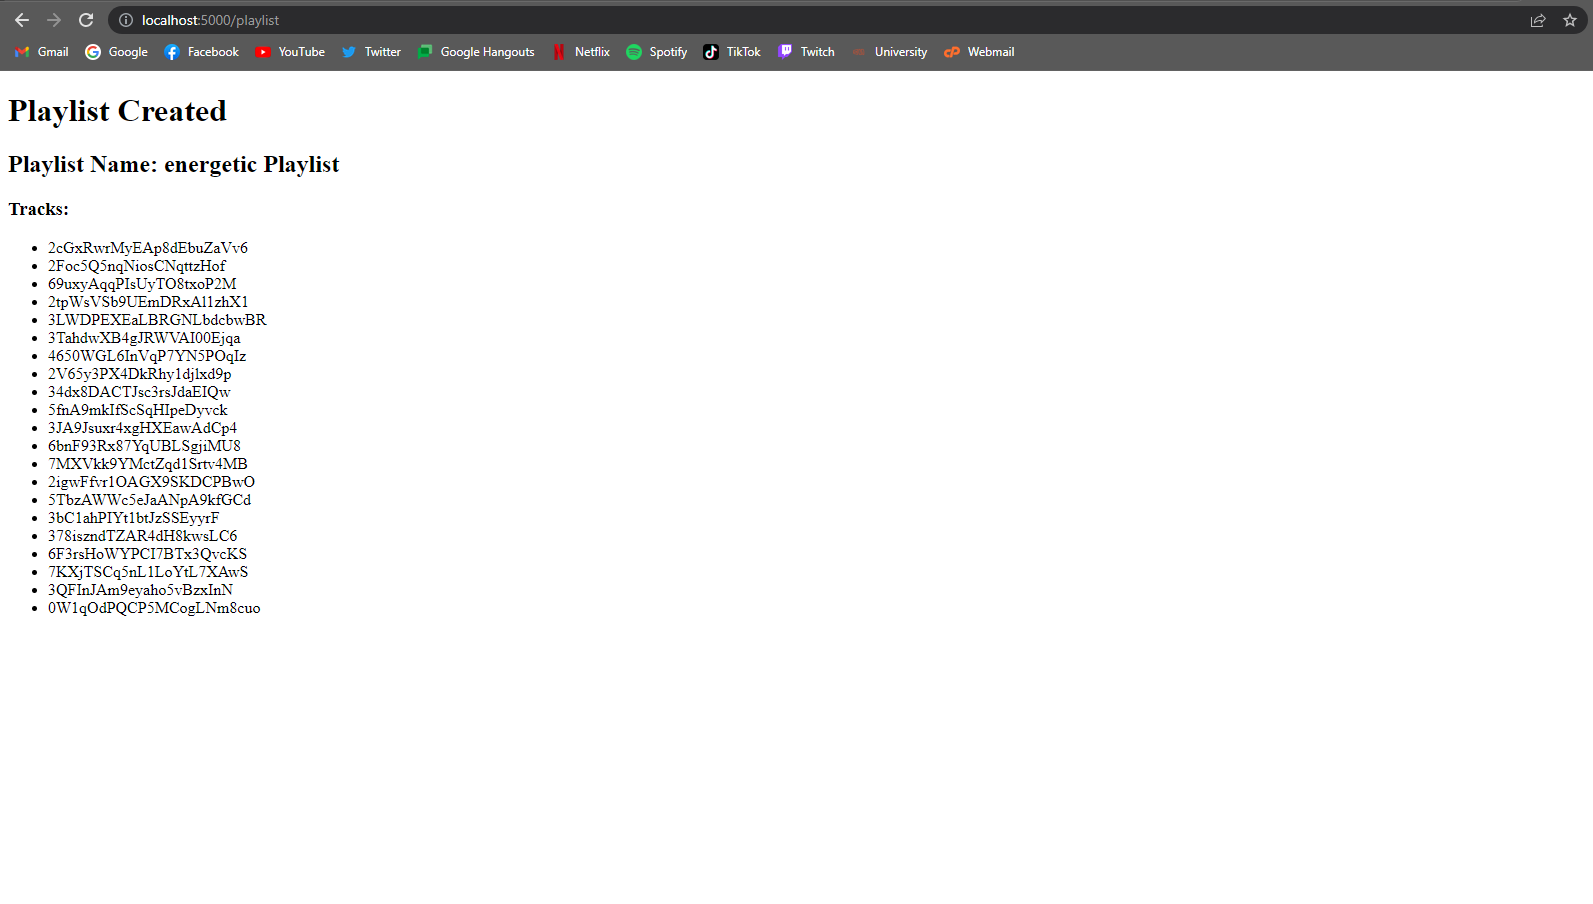 localhost:5000/playlist
Gmail Google Facebook YouTube Twitter Google Hangouts Netflix Spotify TikTok Twitch University Webmail
Playlist Created
Playlist Name: energetic Playlist
Tracks:
2cGxRwrMyEAp8dEbuZaVv6
2Foc5Q5nqNiosCNqttzHof
69uxyAqqPIsUyTO8txoP2M
2tpWsVSb9UEmDRxAl1zhX1
3LWDPEXEaLBRGNLbdcbwBR
3TahdwXB4gJRWVAI00Ejqa
4650WGL6InVqP7YN5POqIz
2V65y3PX4DkRhy1djlxd9p
34dx8DACTJsc3rsJdaEIQw
5fnA9mkIfScSqHIpeDyvck
3JA9Jsuxr4xgHXEawAdCp4
6bnF93Rx87YqUBLSgjiMU8
7MXVkk9YMctZqd1Srtv4MB
2igwFfvr1OAGX9SKDCPBwO
5TbzAWWc5eJaANpA9kfGCd
3bC1ahPIYt1btJzSSEyyrF
378iszndTZAR4dH8kwsLC6
6F3rsHoWYPCI7BTx3QvcKS
7KXjTSCq5nL1LoYtL7XAwS
3QFInJAm9eyaho5vBzxInN
0W1qOdPQCP5MCogLNm8cuo